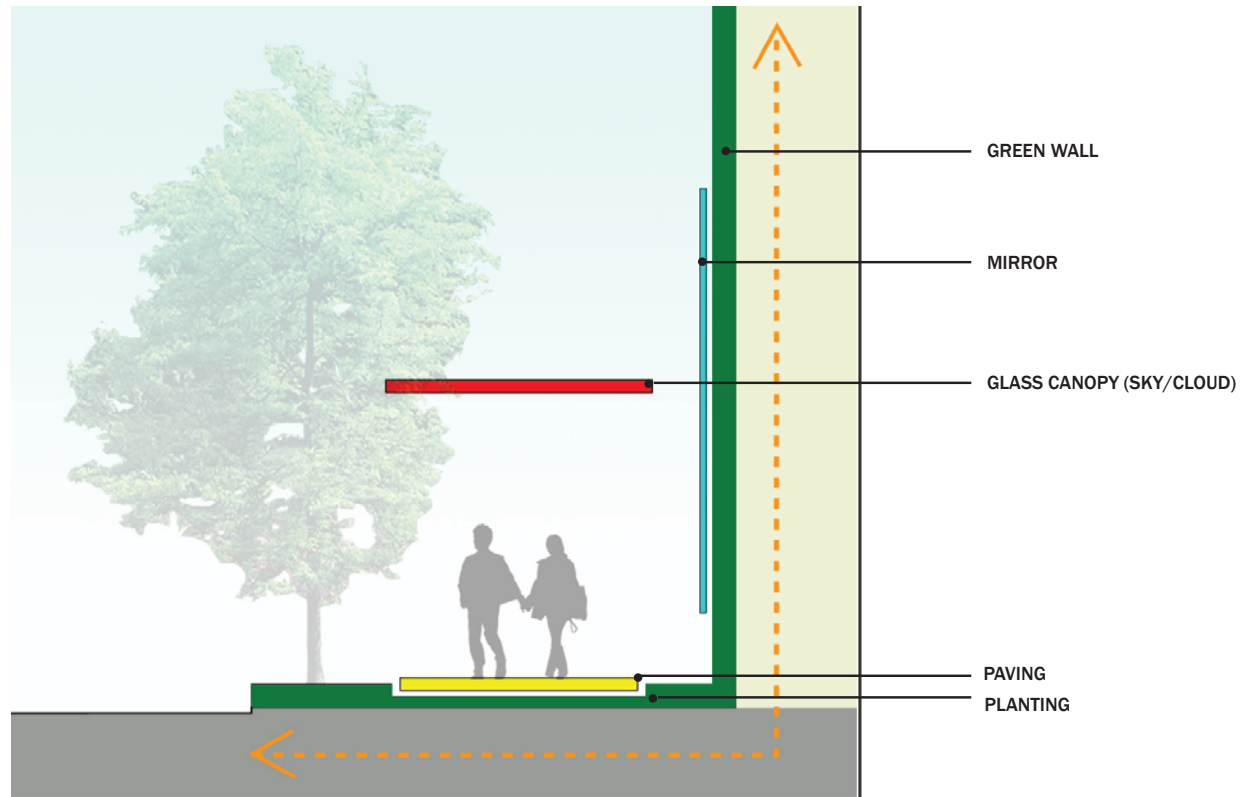 GREEN WALL
MIRROR
GLASS CANOPY (SKY/CLOUD)
PAVING
PLANTING